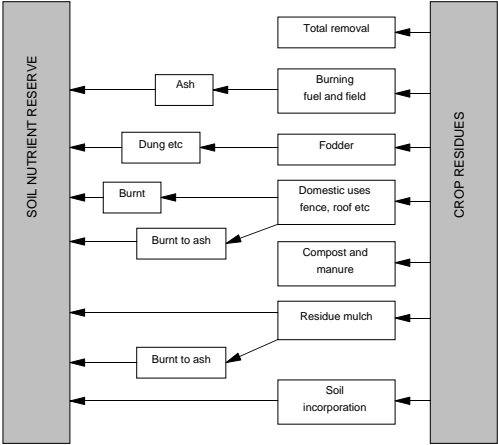 SOIL NUTRIENT RESERVE
CROP RESIDUES
Total removal
Ash
Burning
fuel and field
Dung etc
Fodder
Burnt
Domestic uses
fence, roof etc
Burnt to ash
Compost and
manure
Residue mulch
Burnt to ash
Soil
incorporation